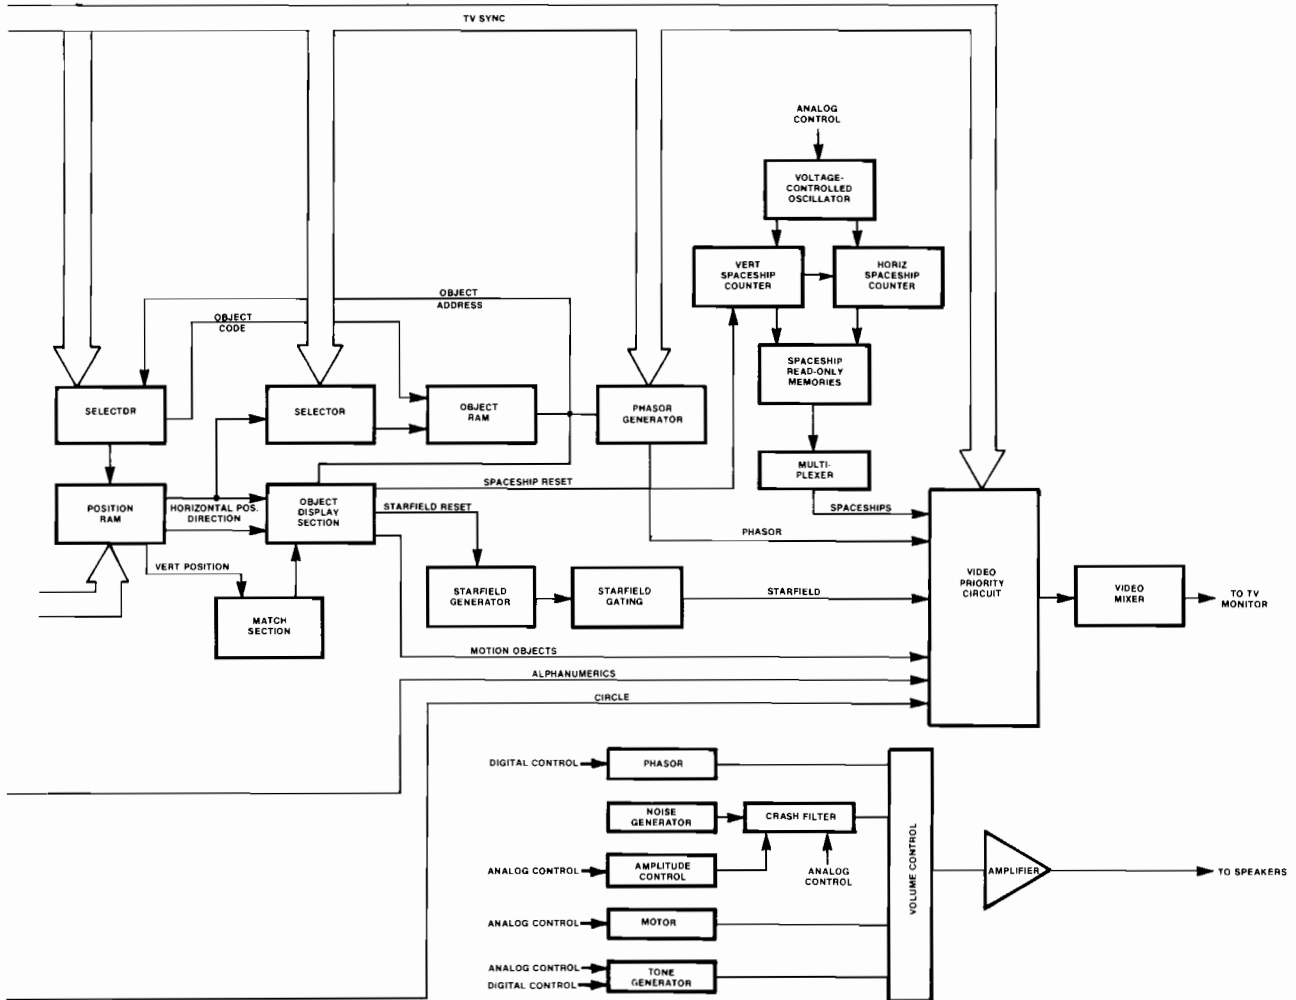 TV SYNC
ANALOG
CONTROL
VOLTAGE-
CONTROLLED
OSCILLATOR
VERT
SPACESHIP
COUNTER
HORIZ
SPACESHIP
COUNTER
OBJECT
ADDRESS
OBJECT
CODE
SPACESHIP
READ-ONLY
MEMORIES
SELECTOR
SELECTOR
OBJECT
RAM
PHASOR
GENERATOR
MULTI-
PLEXER
SPACESHIP RESET
POSITION
RAM
HORIZONTAL POS.
DIRECTION
OBJECT
DISPLAY
SECTION
STARFIELD RESET
SPACESHIPS
PHASOR
VERT POSITION
STARFIELD
GENERATOR
STARFIELD
GATING
STARFIELD
VIDEO
PRIORITY
CIRCUIT
VIDEO
MIXER
TO TV
MONITOR
MATCH
SECTION
MOTION OBJECTS
ALPHANUMERICS
CIRCLE
DIGITAL CONTROL
PHASOR
NOISE
GENERATOR
CRASH FILTER
ANALOG CONTROL
AMPLITUDE
CONTROL
ANALOG
CONTROL
VOLUME CONTROL
AMPLIFIER
TO SPEAKERS
ANALOG CONTROL
MOTOR
ANALOG CONTROL
DIGITAL CONTROL
TONE
GENERATOR